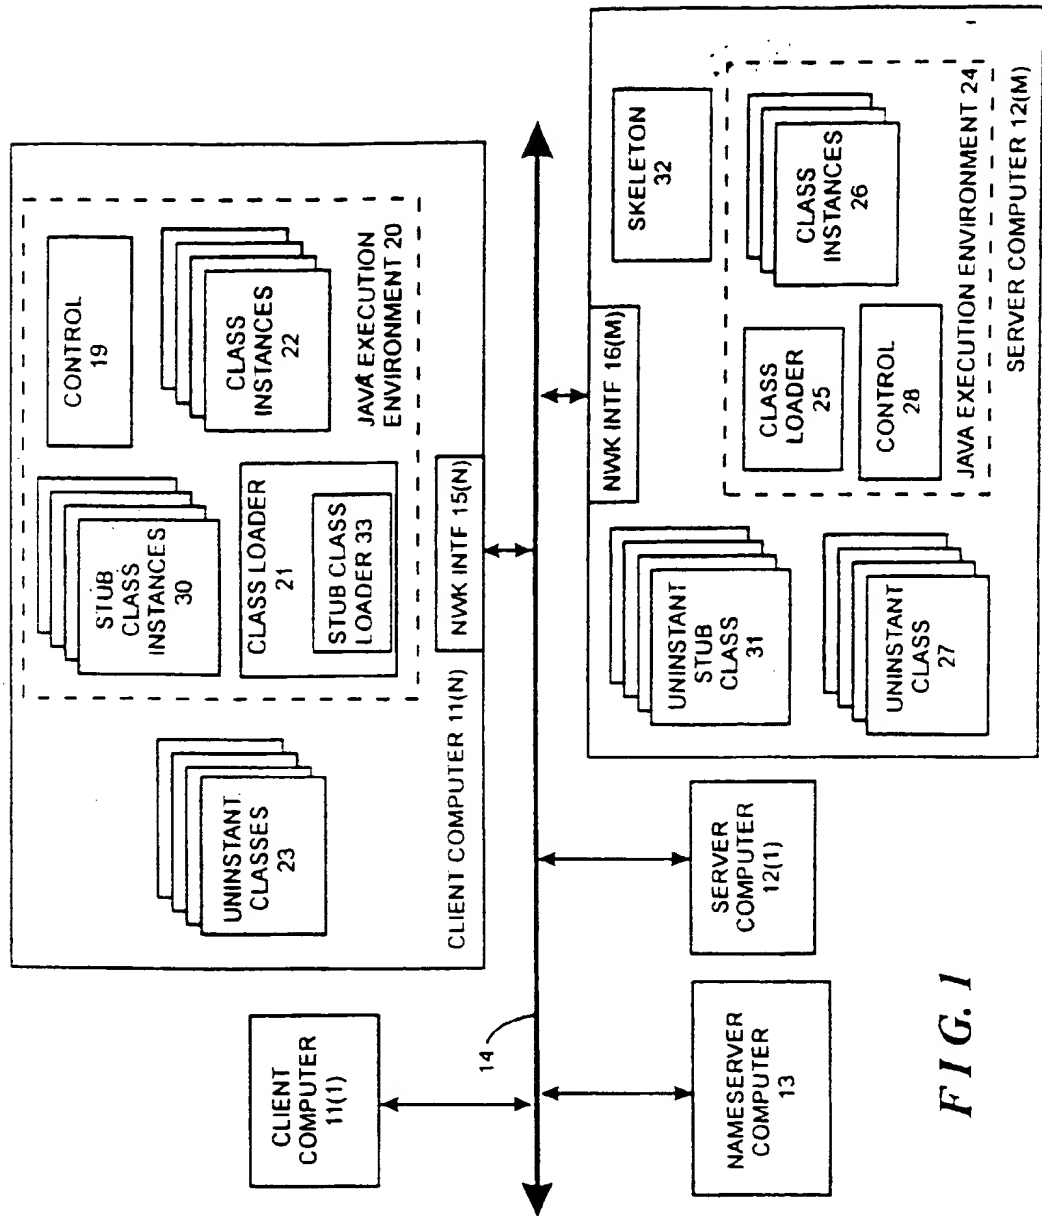 CLIENT
COMPUTER
11(1)
UNINSTANT
CLASSES
23
CLIENT COMPUTER 11(N)
STUB
CLASS
INSTANCES
30
CONTROL
19
CLASS LOADER
21
STUB CLASS
LOADER 33
CLASS
INSTANCES
22
JAVA EXECUTION
ENVIRONMENT 20
NWK INTF 15(N)
14
NAMESERVER
COMPUTER
13
SERVER
COMPUTER
12(1)
NWK INTF 16(M)
UNINSTANT
STUB
CLASS
31
UNINSTANT
CLASS
27
SKELETON
32
CLASS
LOADER
25
CLASS
INSTANCES
26
CONTROL
28
JAVA EXECUTION ENVIRONMENT 24
SERVER COMPUTER 12(M)
FIG. 1